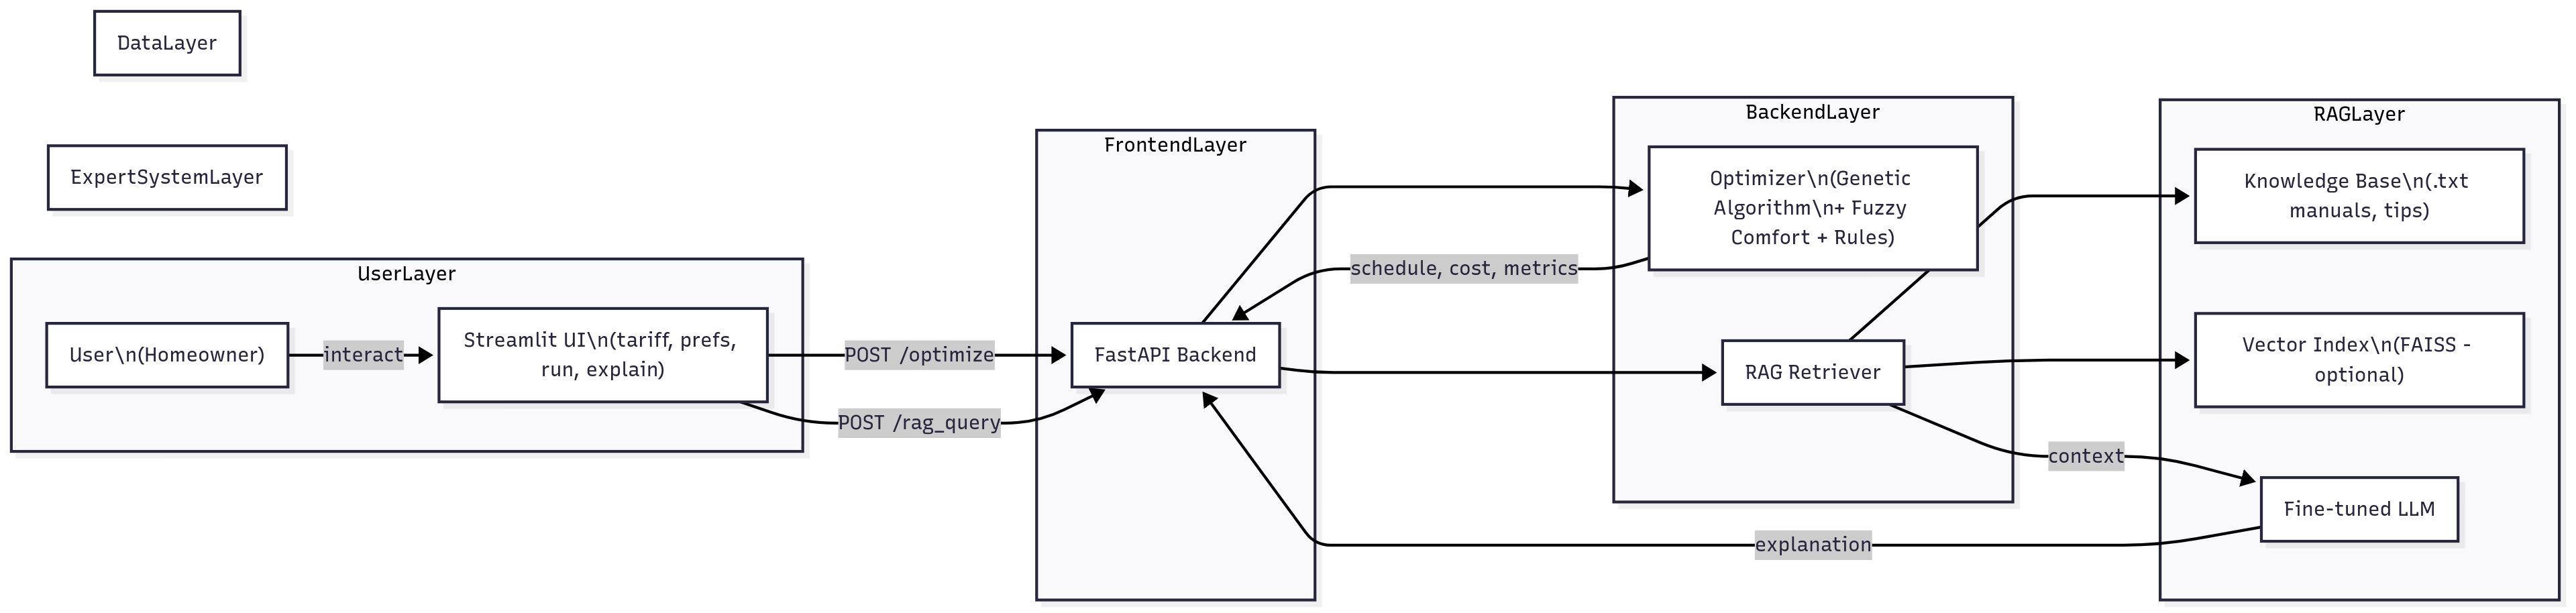 DataLayer
ExpertSystemLayer
UserLayer
User\n(Homeowner)
interact
Streamlit UI\n(tariff, prefs,
run, explain)
POST /optimize
POST /rag_query
FrontendLayer
FastAPI Backend
schedule, cost, metrics
BackendLayer
Optimizer\n(Genetic
Algorithm\n+ Fuzzy
Comfort + Rules)
RAG Retriever
context
explanation
RAGLayer
Knowledge Base\n(.txt
manuals, tips)
Vector Index\n(FAISS -
optional)
Fine-tuned LLM